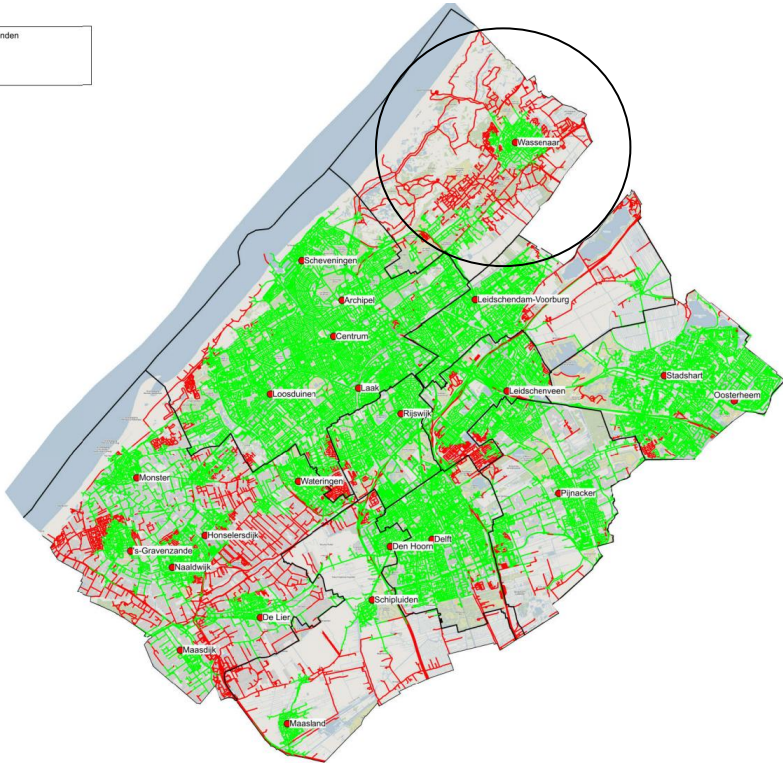 nden
Wassenaar
Scheveningen
Archipel
Leidschendam-Voorburg
Centrum
Stadshart
Laak
Leidschenveen
Loosduinen
Oosterheem
Rijswijk
Monster
Wateringen
Pijnacker
Honselersdijk
Delft
's-Gravenzande
Den Hoorn
Naaldwijk
Schipluiden
De Lier
Maasdijk
Maasland